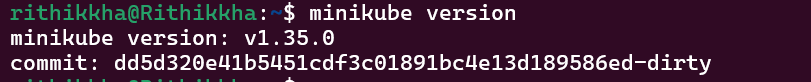 rithikkha@Rithikkha:~$ minikube version
minikube version: v1.35.0
commit: dd5d320e41b5451cdf3c01891bc4e13d189586ed-dirty